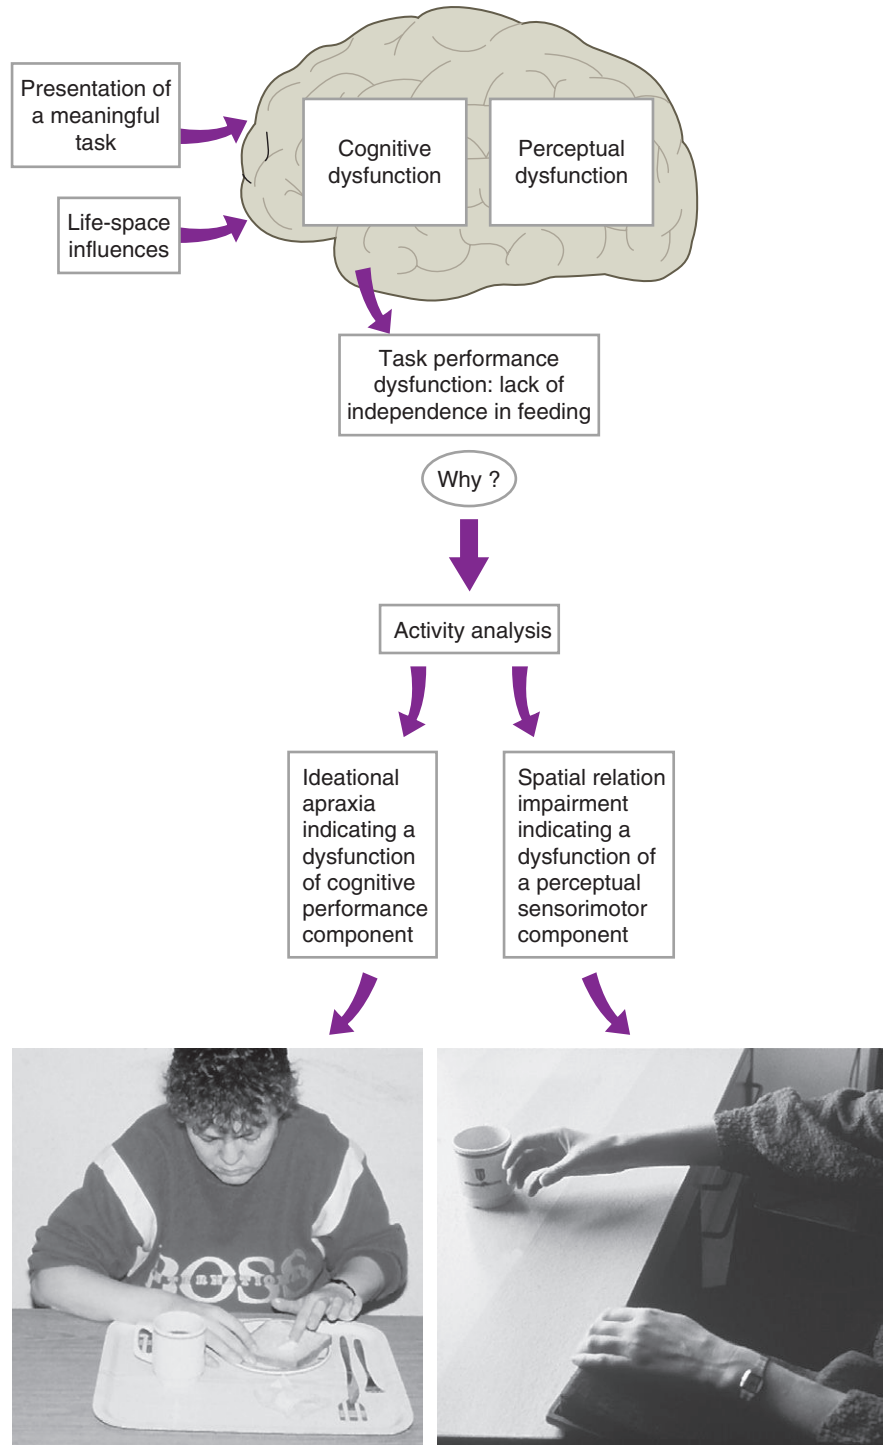 Presentation of
a meaningful
task
Life-space
influences
Cognitive
dysfunction
Perceptual
dysfunction
Task performance
dysfunction: lack of
independence in feeding
Why ?
Activity analysis
Ideational
apraxia
indicating a
dysfunction
of cognitive
performance
component
Spatial relation
impairment
indicating a
dysfunction of
a perceptual
sensorimotor
component
BOSS